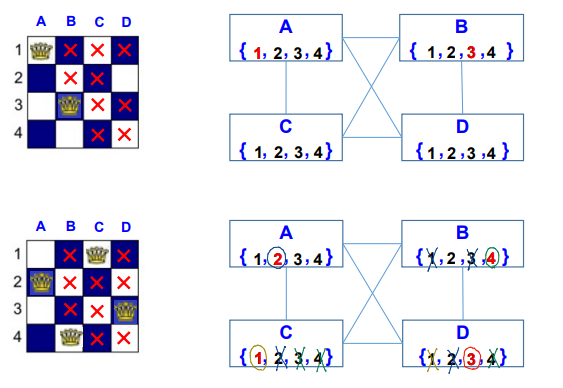 A B C D
A
B
1
{ 1, 2, 3, 4 }
{ 1, 2, 3, 4 }
2
3
C
D
4
{ 1, 2, 3, 4 }
{ 1, 2, 3, 4 }
A B C D
A
B
1
{ 1, 2, 3, 4 }
{ 1, 2, 3, 4 }
2
3
C
D
4
{ 1, 2, 3, 4 }
{ 1, 2, 3, 4 }